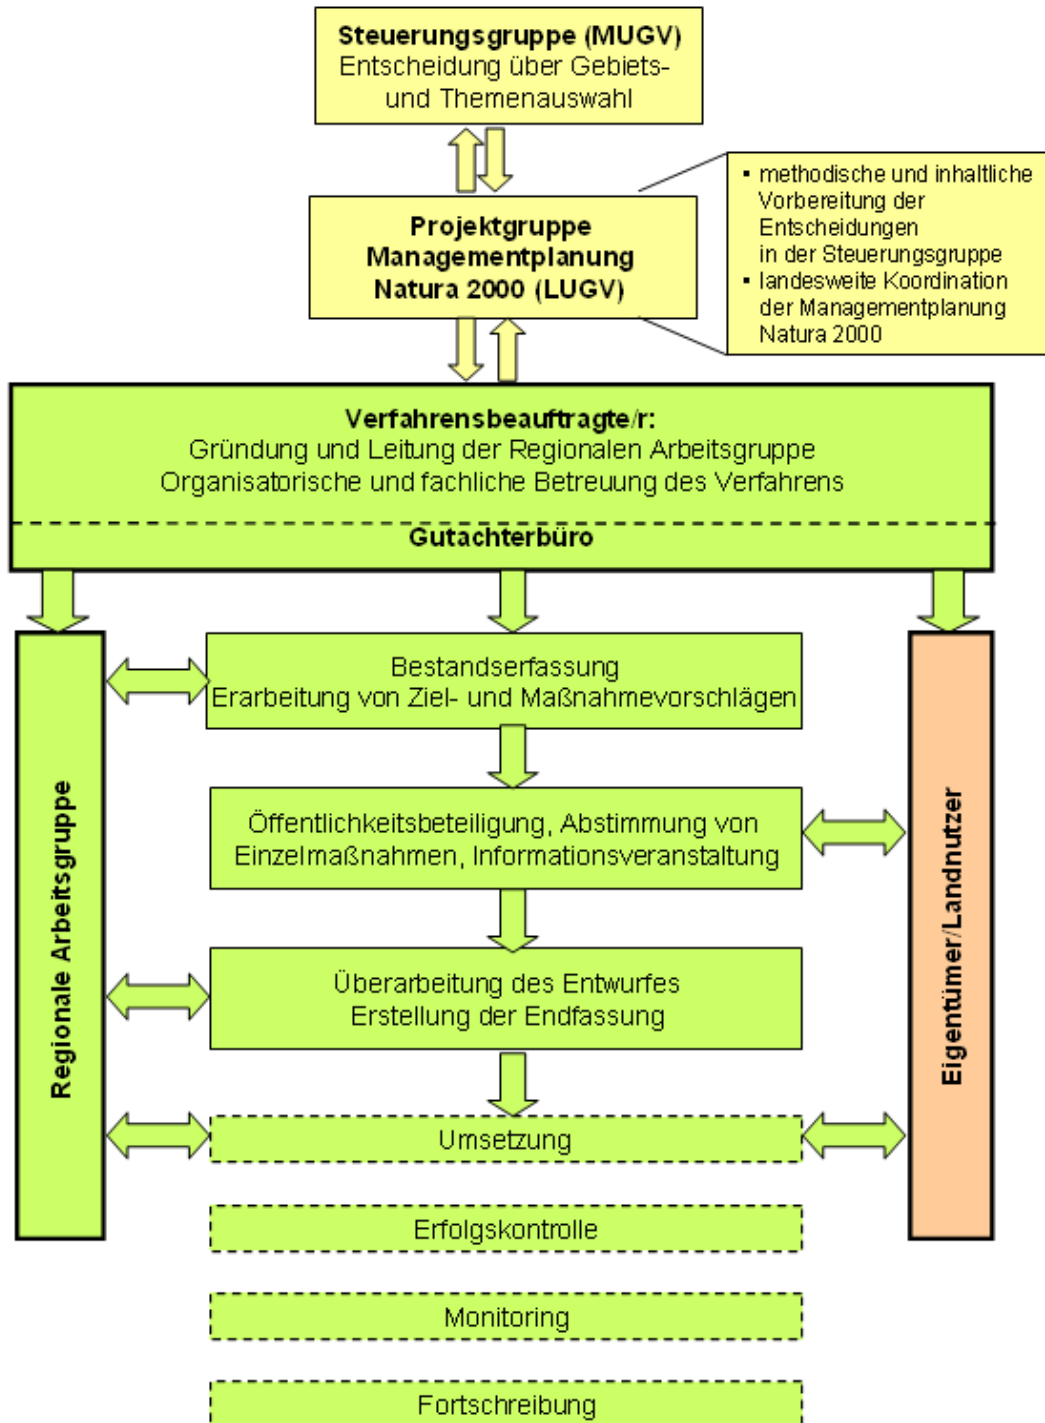 Steuerungsgruppe (MUGV)
Entscheidung über Gebiets-
und Themenauswahl
▪ methodische und inhaltliche
Vorbereitung der
Entscheidungen
in der Steuerungsgruppe
▪ landesweite Koordination
der Managementplanung
Natura 2000
Projektgruppe
Managementplanung
Natura 2000 (LUGV)
Verfahrensbeauftragte/r:
Gründung und Leitung der Regionalen Arbeitsgruppe
Organisatorische und fachliche Betreuung des Verfahrens
Gutachterbüro
Regionale Arbeitsgruppe
Bestandserfassung
Erarbeitung von Ziel- und Maßnahmevorschlägen
Öffentlichkeitsbeteiligung, Abstimmung von
Einzelmaßnahmen, Informationsveranstaltung
Überarbeitung des Entwurfes
Erstellung der Endfassung
Umsetzung
Erfolgskontrolle
Monitoring
Fortschreibung
Eigentümer/Landnutzer